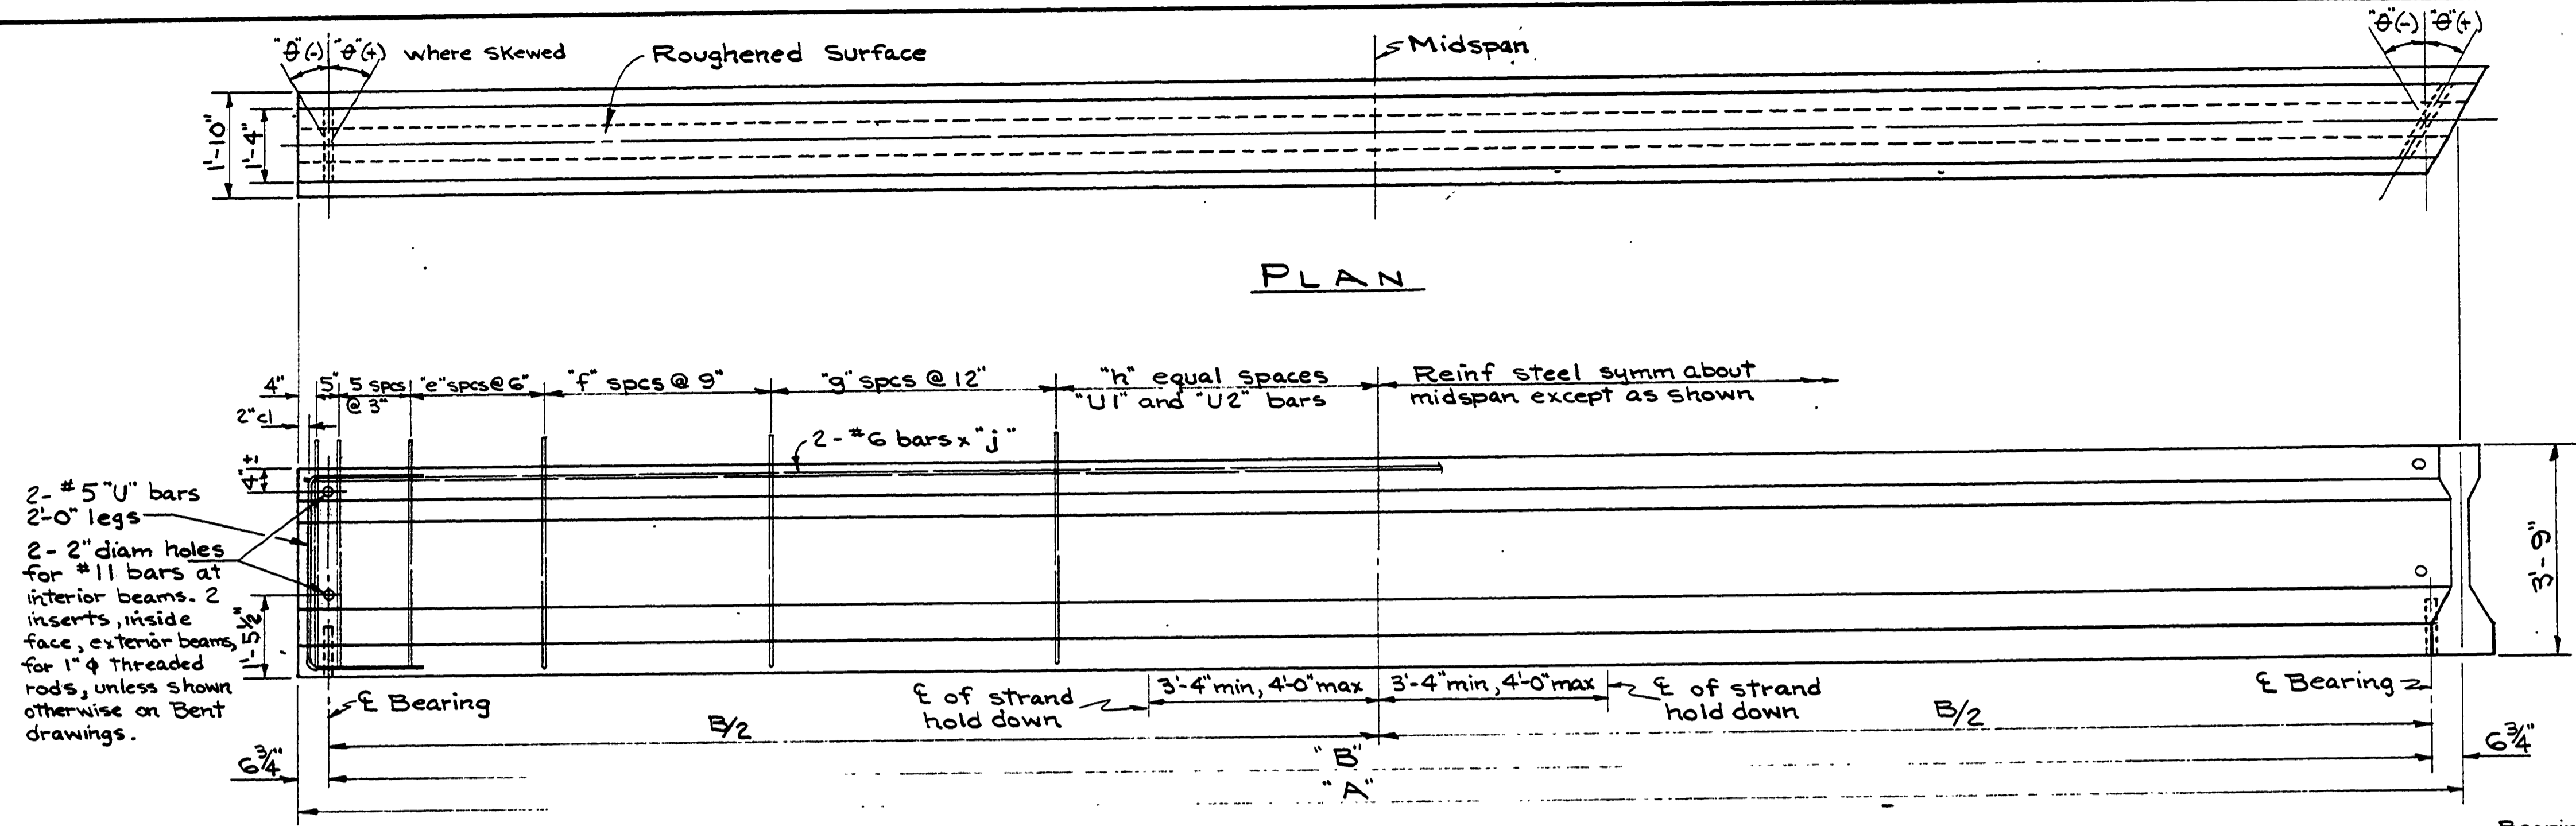 "θ"(-) "θ"(+) where skewed
Roughened Surface
Midspan
"θ"(-) "θ"(+)
1'-10"
1'-4"
PLAN
4"
5"
5 spcs
@ 3"
"e" spcs @ 6"
"f" spcs @ 9"
"g" spcs @ 12"
"h" equal spaces
"U1" and "U2" bars
Reinf steel symm about
midspan except as shown
2"cl
2-#6 bars x "j"
4"±
2-#5 "U" bars
2'-0" legs
2-2" diam holes
for #11 bars at
interior beams. 2
inserts, inside
face, exterior beams,
for 1" φ threaded
rods, unless shown
otherwise on Bent
drawings.
1'-5½"
3'-9"
℄ Bearing
℄ of strand
hold down
3'-4" min, 4'-0" max
3'-4" min, 4'-0" max
℄ of strand
hold down
℄ Bearing
B/2
B/2
6¾"
"B"
6¾"
"A"